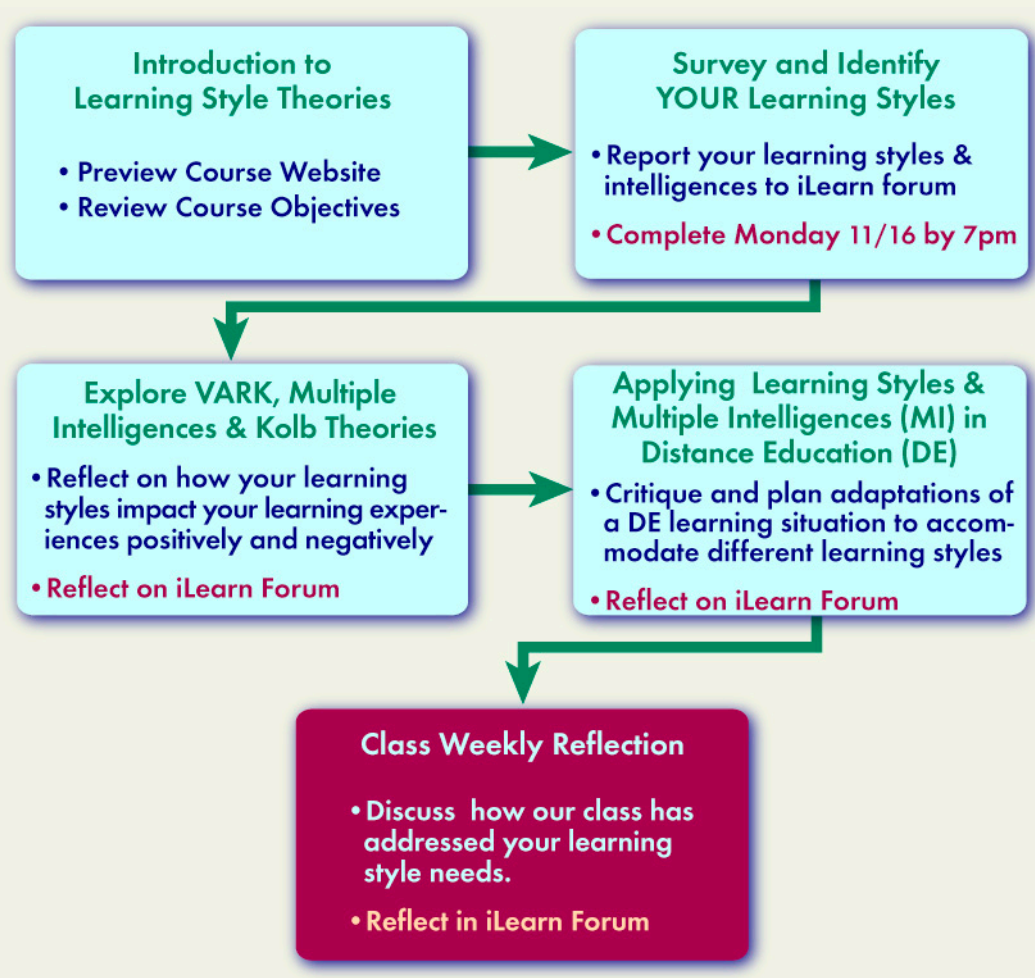 Introduction to
Learning Style Theories
• Preview Course Website
• Review Course Objectives
Survey and Identify
YOUR Learning Styles
• Report your learning styles &
intelligences to iLearn forum
• Complete Monday 11/16 by 7pm
Explore VARK, Multiple
Intelligences & Kolb Theories
• Reflect on how your learning
styles impact your learning exper-
iences positively and negatively
• Reflect on iLearn Forum
Applying Learning Styles &
Multiple Intelligences (MI) in
Distance Education (DE)
• Critique and plan adaptations of
a DE learning situation to accom-
modate different learning styles
• Reflect on iLearn Forum
Class Weekly Reflection
• Discuss how our class has
addressed your learning
style needs.
• Reflect in iLearn Forum